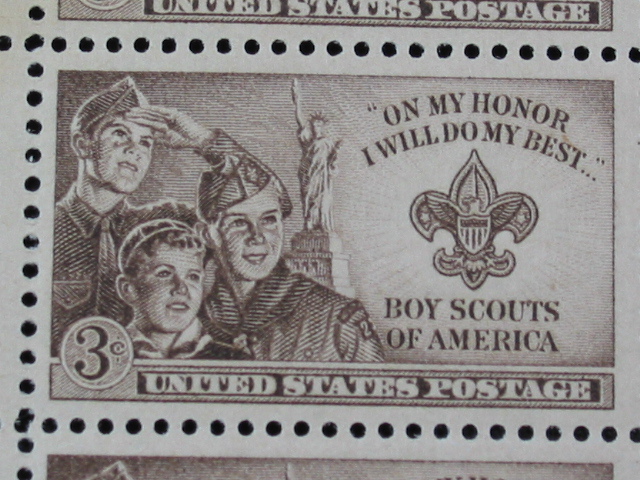 UNITED STATES POSTAGE
"ON MY HONOR
I WILL DO MY BEST..."
BOY SCOUTS
OF AMERICA
3¢
UNITED STATES POSTAGE